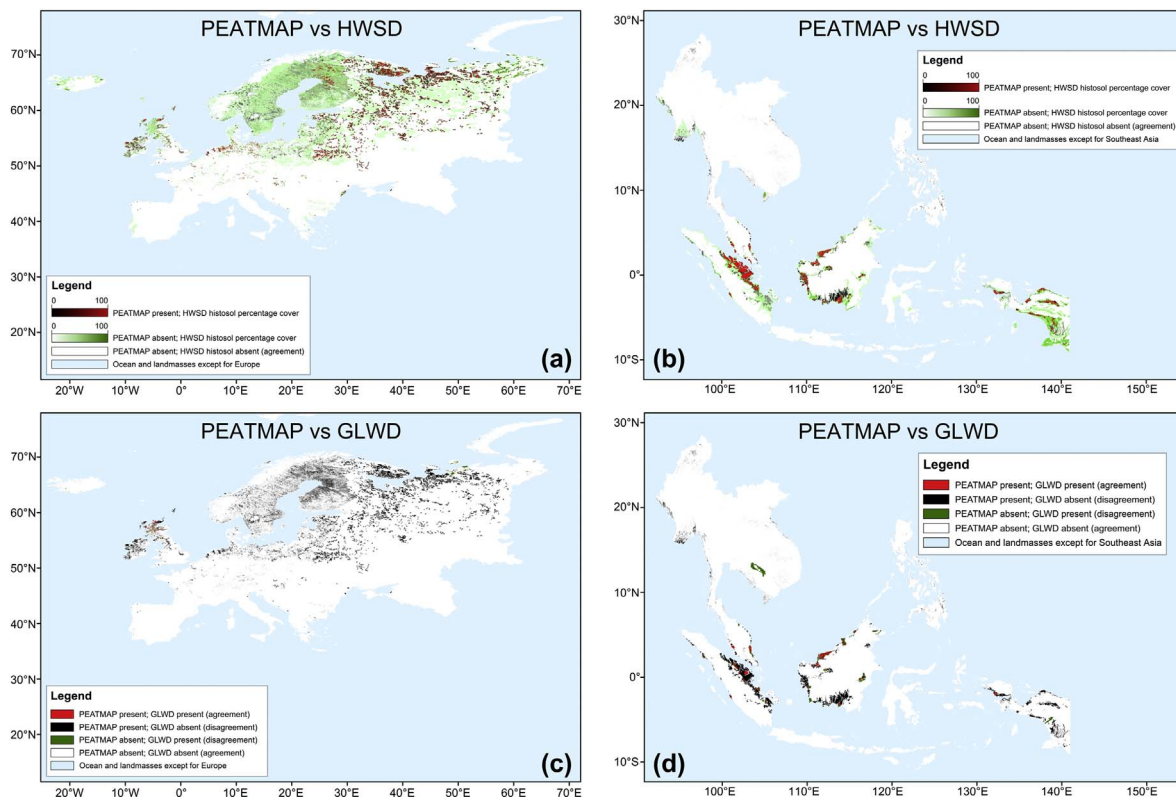 (a)
PEATMAP vs HWSD
70°N
60°N
50°N
40°N
30°N
20°N
Legend
0 100
PEATMAP present; HWSD histosol percentage cover
0 100
PEATMAP absent; HWSD histosol percentage cover
PEATMAP absent; HWSD histosol absent (agreement)
Ocean and landmasses except for Europe
20°W 10°W 0° 10°E 20°E 30°E 40°E 50°E 60°E 70°E
(b)
PEATMAP vs HWSD
30°N
20°N
10°N
0°
10°S
Legend
0 100
PEATMAP present; HWSD histosol percentage cover
0 100
PEATMAP absent; HWSD histosol percentage cover
PEATMAP absent; HWSD histosol absent (agreement)
Ocean and landmasses except for Southeast Asia
100°E 110°E 120°E 130°E 140°E 150°E
PEATMAP vs GLWD
70°N
60°N
50°N
40°N
30°N
20°N
Legend
PEATMAP present; GLWD present (agreement)
PEATMAP present; GLWD absent (disagreement)
PEATMAP absent; GLWD present (disagreement)
PEATMAP absent; GLWD absent (agreement)
Ocean and landmasses except for Europe
(c)
20°W 10°W 0° 10°E 20°E 30°E 40°E 50°E 60°E 70°E
PEATMAP vs GLWD
30°N
20°N
10°N
0°
10°S
Legend
PEATMAP present; GLWD present (agreement)
PEATMAP present; GLWD absent (disagreement)
PEATMAP absent; GLWD present (disagreement)
PEATMAP absent; GLWD absent (agreement)
Ocean and landmasses except for Southeast Asia
(d)
100°E 110°E 120°E 130°E 140°E 150°E